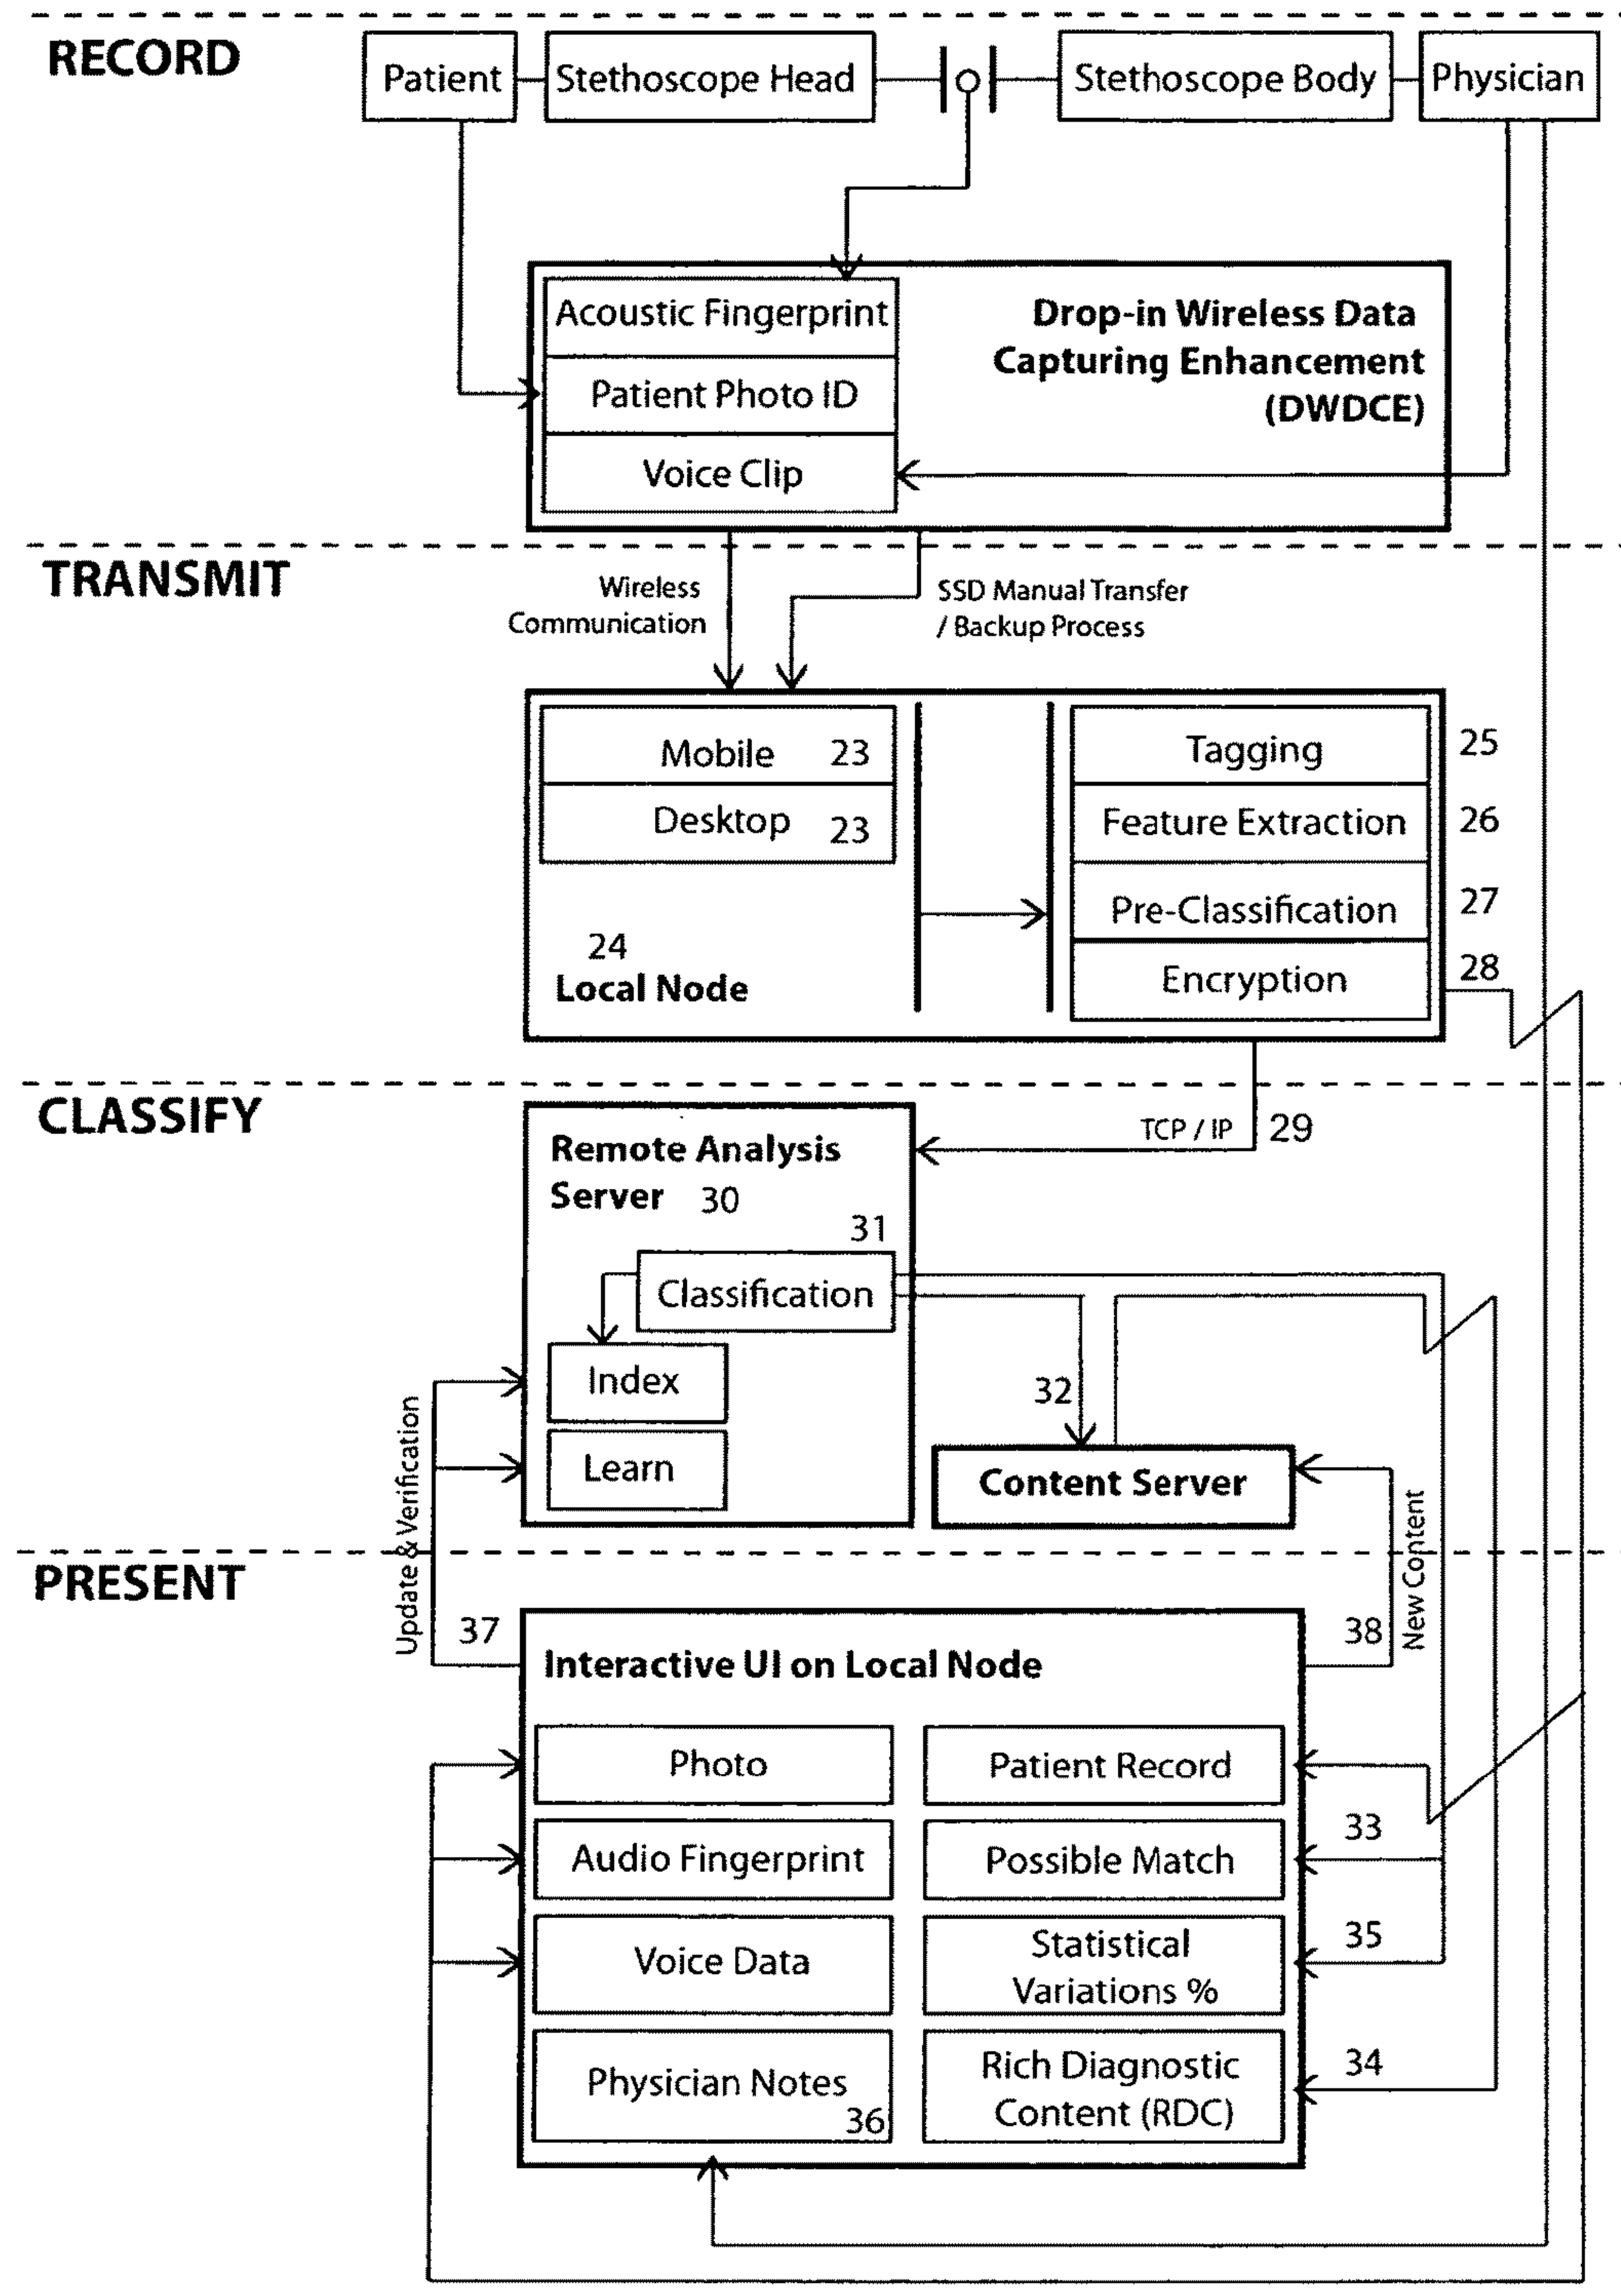 RECORD
Patient
Stethoscope Head
Stethoscope Body
Physician
Acoustic Fingerprint
Patient Photo ID
Voice Clip
Drop-in Wireless Data
Capturing Enhancement
(DWDCE)
TRANSMIT
Wireless
Communication
SSD Manual Transfer
/ Backup Process
Mobile 23
Desktop 23
24
Local Node
Tagging 25
Feature Extraction 26
Pre-Classification 27
Encryption 28
CLASSIFY
TCP / IP 29
Remote Analysis
Server 30
31
Classification
Index
Learn
32
Content Server
Update & Verification
New Content
PRESENT
37
38
Interactive UI on Local Node
Photo
Patient Record
33
Audio Fingerprint
Possible Match
35
Voice Data
Statistical
Variations %
34
Physician Notes
36
Rich Diagnostic
Content (RDC)